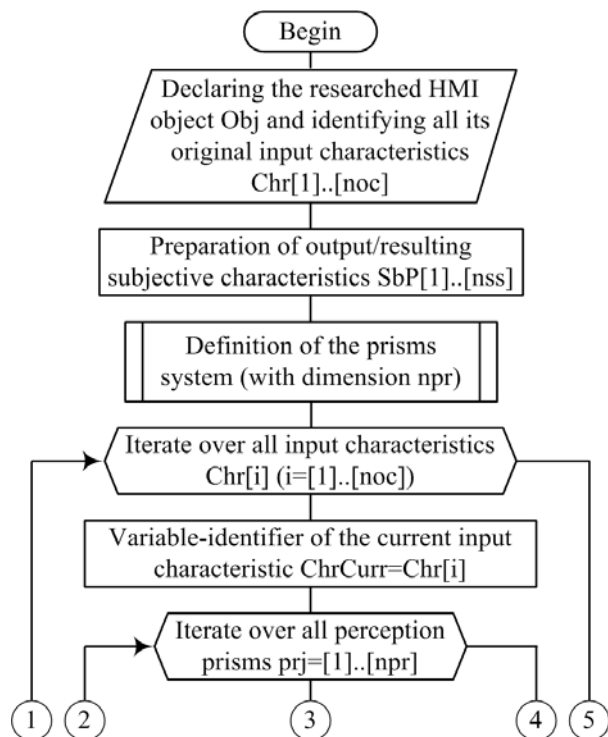 Begin
Declaring the researched HMI
object Obj and identifying all its
original input characteristics
Chr[1]..[noc]
Preparation of output/resulting
subjective characteristics SbP[1]..[nss]
Definition of the prisms
system (with dimension npr)
Iterate over all input characteristics
Chr[i] (i=[1]..[noc])
Variable-identifier of the current input
characteristic ChrCurr=Chr[i]
Iterate over all perception
prisms prj=[1]..[npr]
1 2 3 4 5